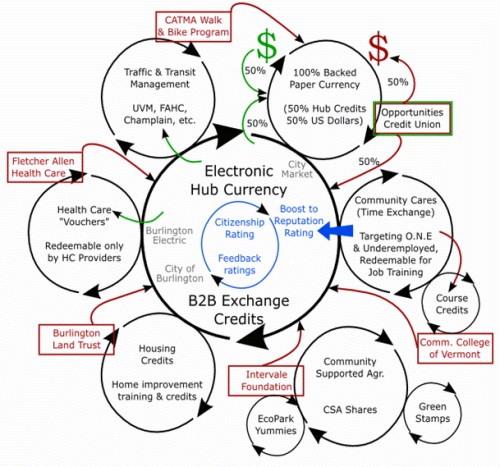 CATMA Walk
& Bike Program
$
$
50%
50%
50%
Traffic & Transit
Management
UVM, FAHC,
Champlain, etc.
100% Backed
Paper Currency
(50% Hub Credits
50% US Dollars)
Opportunities
Credit Union
50%
Fletcher Allen
Health Care
Electronic
Hub Currency
City
Market
Health Care
"Vouchers"
Redeemable only
by HC Providers
Burlington
Electric
Citizenship
Rating
Feedback
ratings
Boost to
Reputation
Rating
Community Cares
(Time Exchange)
Targeting O.N.E
& Underemployed,
Redeemable for
Job Training
City of
Burlington
B2B Exchange
Credits
Course
Credits
Burlington
Land Trust
Comm. College
of Vermont
Housing
Credits
Home improvement
training & credits
Intervale
Foundation
Community
Supported Agr.
CSA Shares
EcoPark
Yummies
Green
Stamps